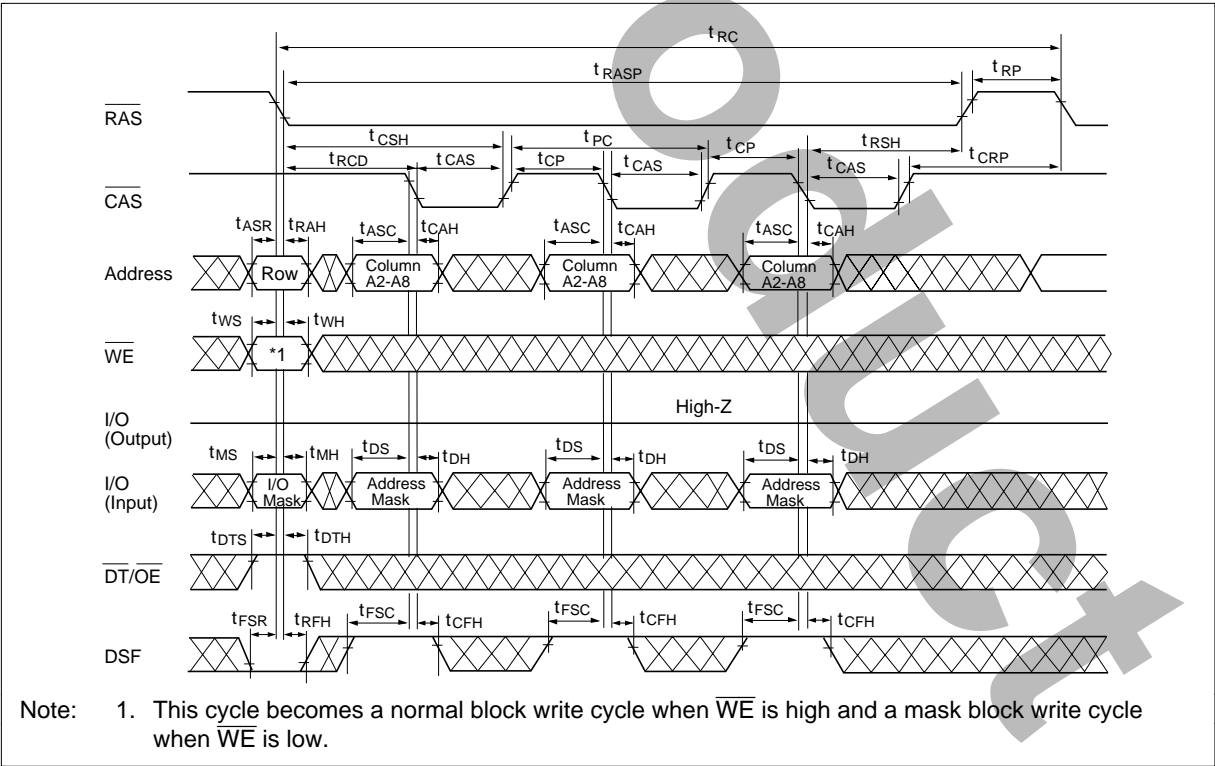 tRC
tRASP tRP
RAS
tCSH tPC tCP tRSH
tRCD tCAS tCP tCAS tCAS tCRP
CAS
tASR tRAH tASC tCAH tASC tCAH tASC tCAH
Address Row Column A2-A8 Column A2-A8 Column A2-A8
tWS tWH
WE *1
I/O (Output) High-Z
tMS tMH tDS tDH tDS tDH tDS tDH
I/O (Input) I/O Mask Address Mask Address Mask Address Mask
tDTS tDTH
DT/OE
tFSR tRFH tFSC tCFH tFSC tCFH tFSC tCFH
DSF
Note: 1. This cycle becomes a normal block write cycle when WE is high and a mask block write cycle
when WE is low.
oduct